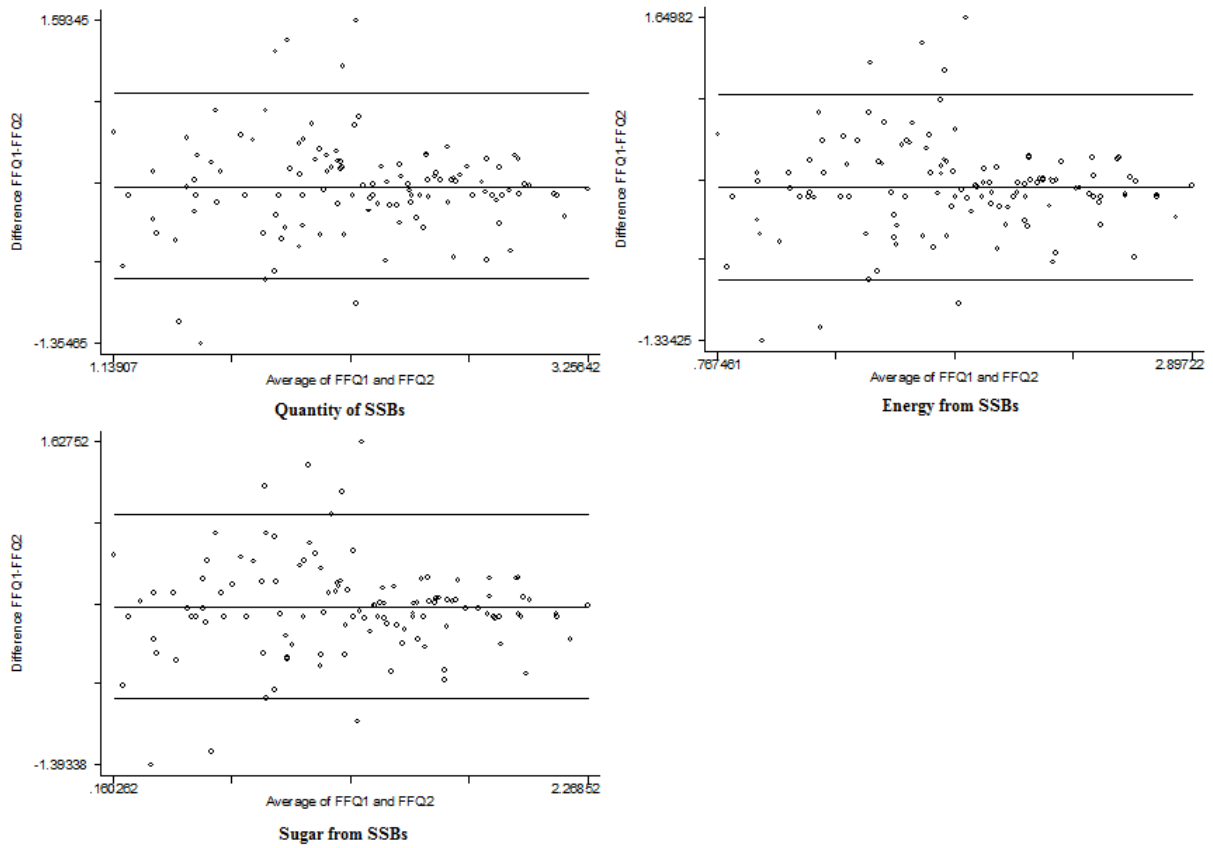 1.59345
Difference FFQ1-FFQ2
-1.35465
1.13907
3.25642
Average of FFQ1 and FFQ2
Quantity of SSBs
1.64982
Difference FFQ1-FFQ2
-1.33425
.767461
2.89722
Average of FFQ1 and FFQ2
Energy from SSBs
1.62752
Difference FFQ1-FFQ2
-1.39338
.160262
2.26852
Average of FFQ1 and FFQ2
Sugar from SSBs